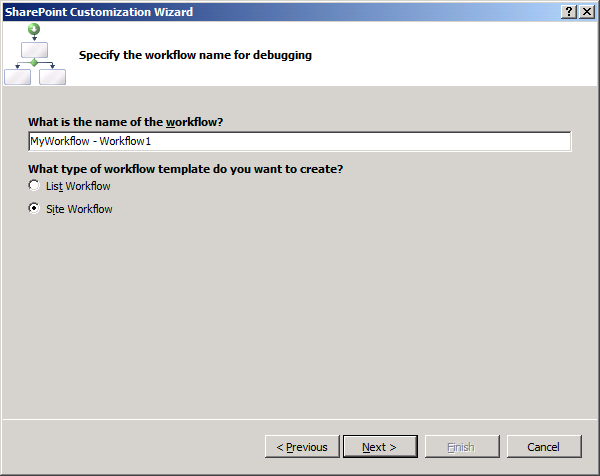 SharePoint Customization Wizard
Specify the workflow name for debugging
What is the name of the workflow?
MyWorkflow - Workflow1
What type of workflow template do you want to create?
List Workflow
Site Workflow
< Previous
Next >
Finish
Cancel